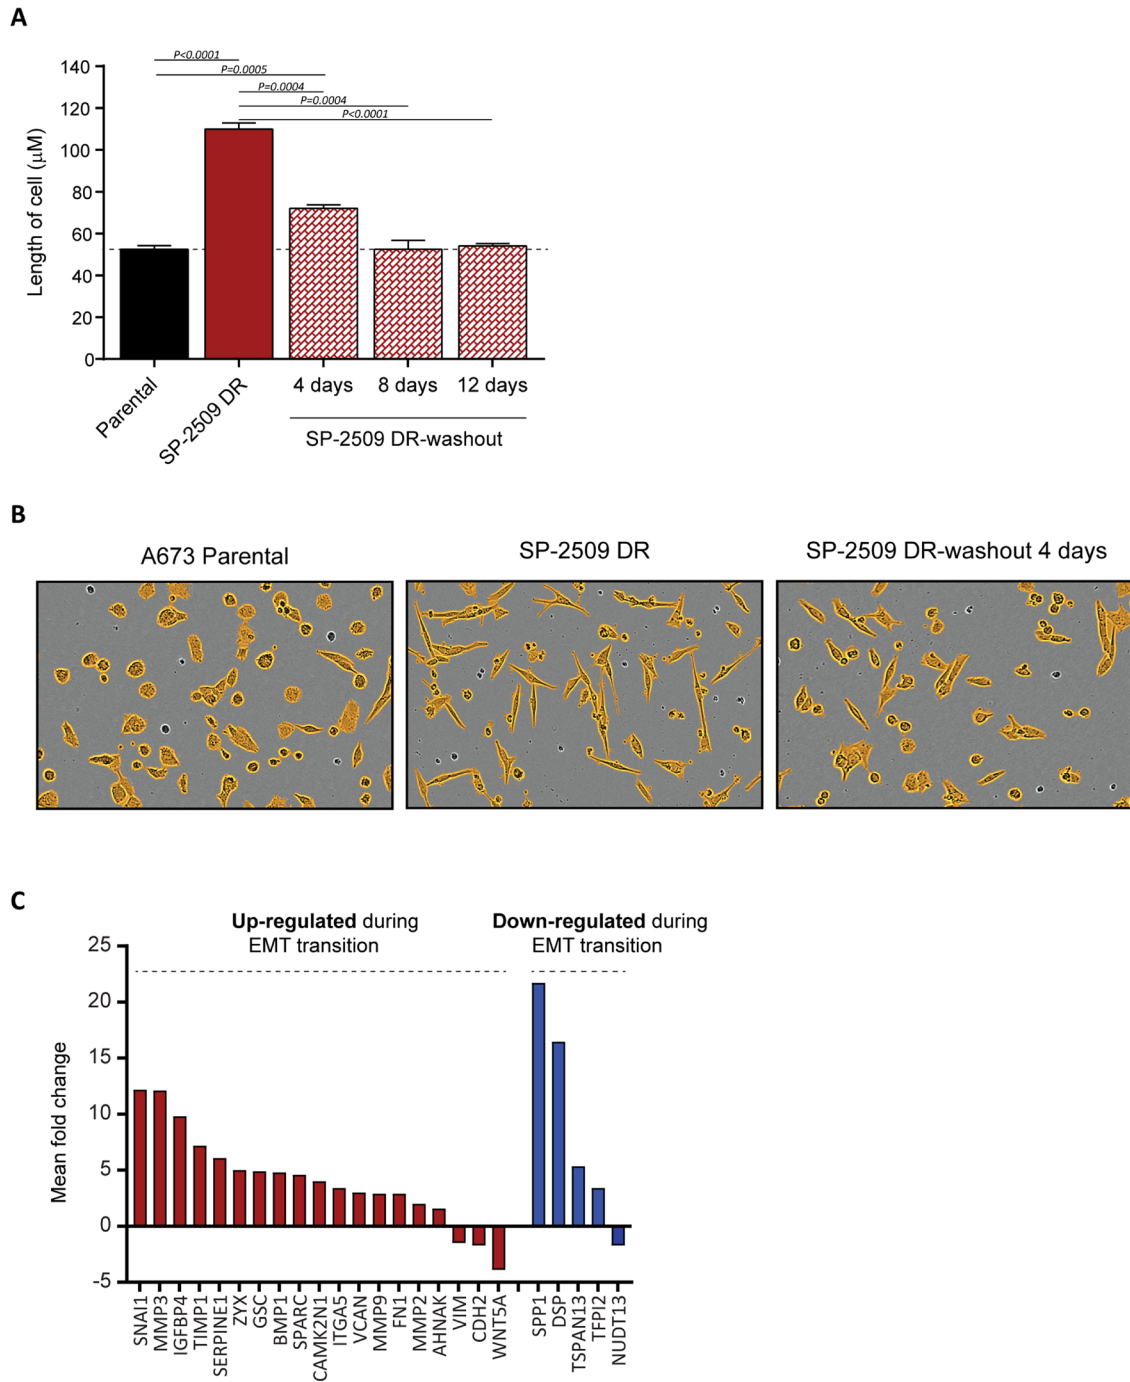 A
P<0.0001
P=0.0005
P=0.0004
P=0.0004
P<0.0001
140
120
100
80
60
40
20
0
Length of cell (µM)
Parental
SP-2509 DR
4 days
8 days
12 days
SP-2509 DR-washout
B
A673 Parental
SP-2509 DR
SP-2509 DR-washout 4 days
C
Up-regulated during
EMT transition
Down-regulated during
EMT transition
25
20
15
10
5
0
-5
Mean fold change
SNAI1
MMP3
IGFBP4
TIMP1
SERPINE1
ZYX
GSC
BMP1
SPARC
CAMK2N1
ITGA5
VCAN
MMP9
FN1
MMP2
AHNAK
VIM
CDH2
WNT5A
SPP1
DSP
TSPAN13
TFPI2
NUDT13